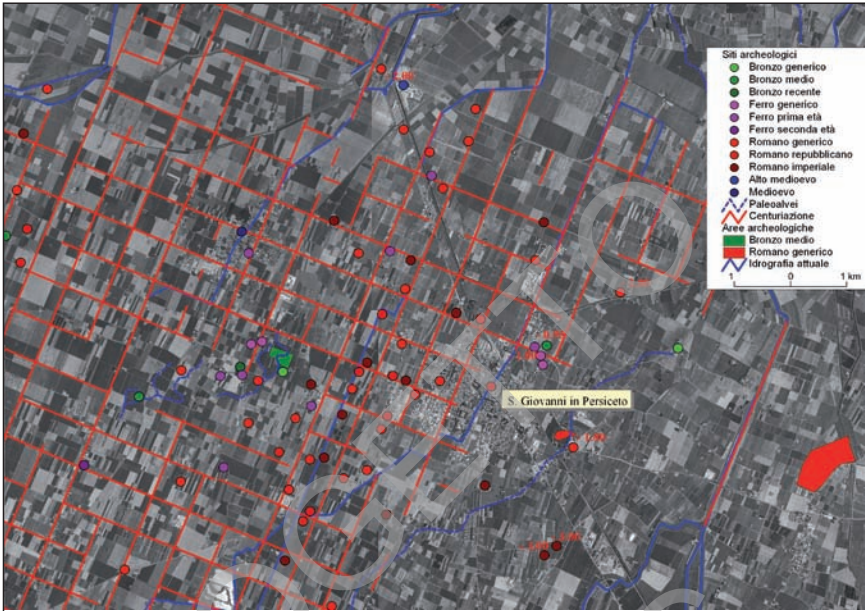 Siti archeologici
Bronzo generico
Bronzo medio
Bronzo recente
Ferro generico
Ferro prima età
Ferro seconda età
Romano generico
Romano repubblicano
Romano imperiale
Alto medioevo
Medioevo
Paleoalvei
Centuriazione
Aree archeologiche
Bronzo medio
Romano generico
Idrografia attuale
1 0 1 km
S. Giovanni in Persiceto